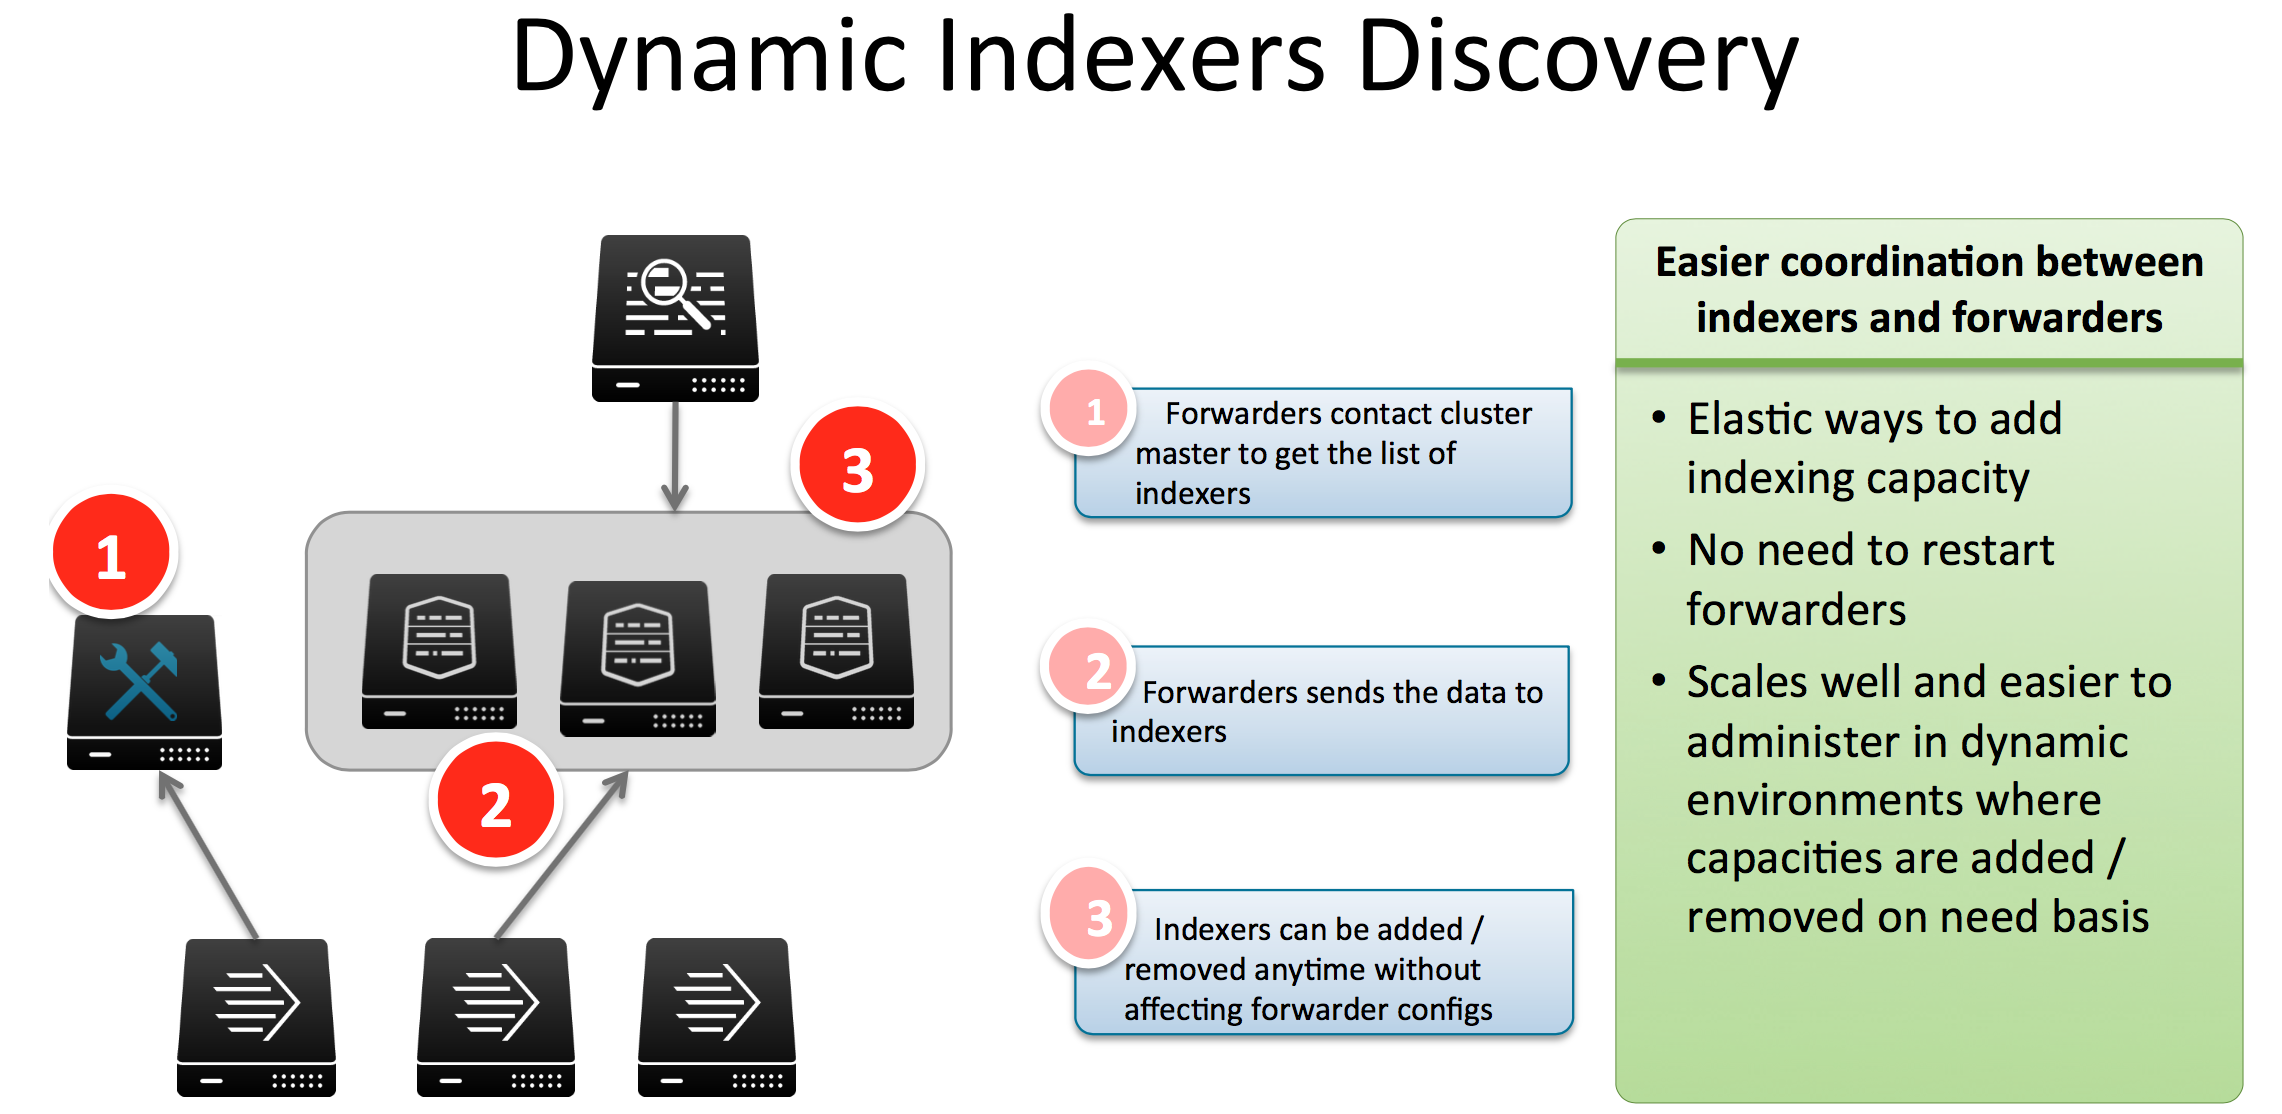 Dynamic Indexers Discovery
3
1
2
1
Forwarders contact cluster
master to get the list of
indexers
2
Forwarders sends the data to
indexers
3
Indexers can be added /
removed anytime without
affecting forwarder configs
Easier coordination between
indexers and forwarders
• Elastic ways to add
indexing capacity
• No need to restart
forwarders
• Scales well and easier to
administer in dynamic
environments where
capacities are added /
removed on need basis